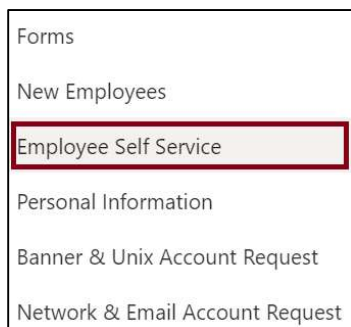 Forms
New Employees
Employee Self Service
Personal Information
Banner & Unix Account Request
Network & Email Account Request